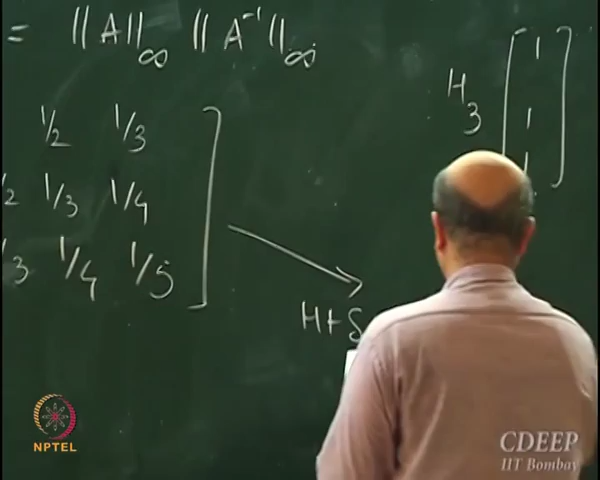 = ||A||∞ ||A⁻¹||∞
1/2 1/3
/2 1/3 1/4
/3 1/4 1/5
H+δ
H₃
1
1
1
NPTEL
CDEEP
IIT Bombay